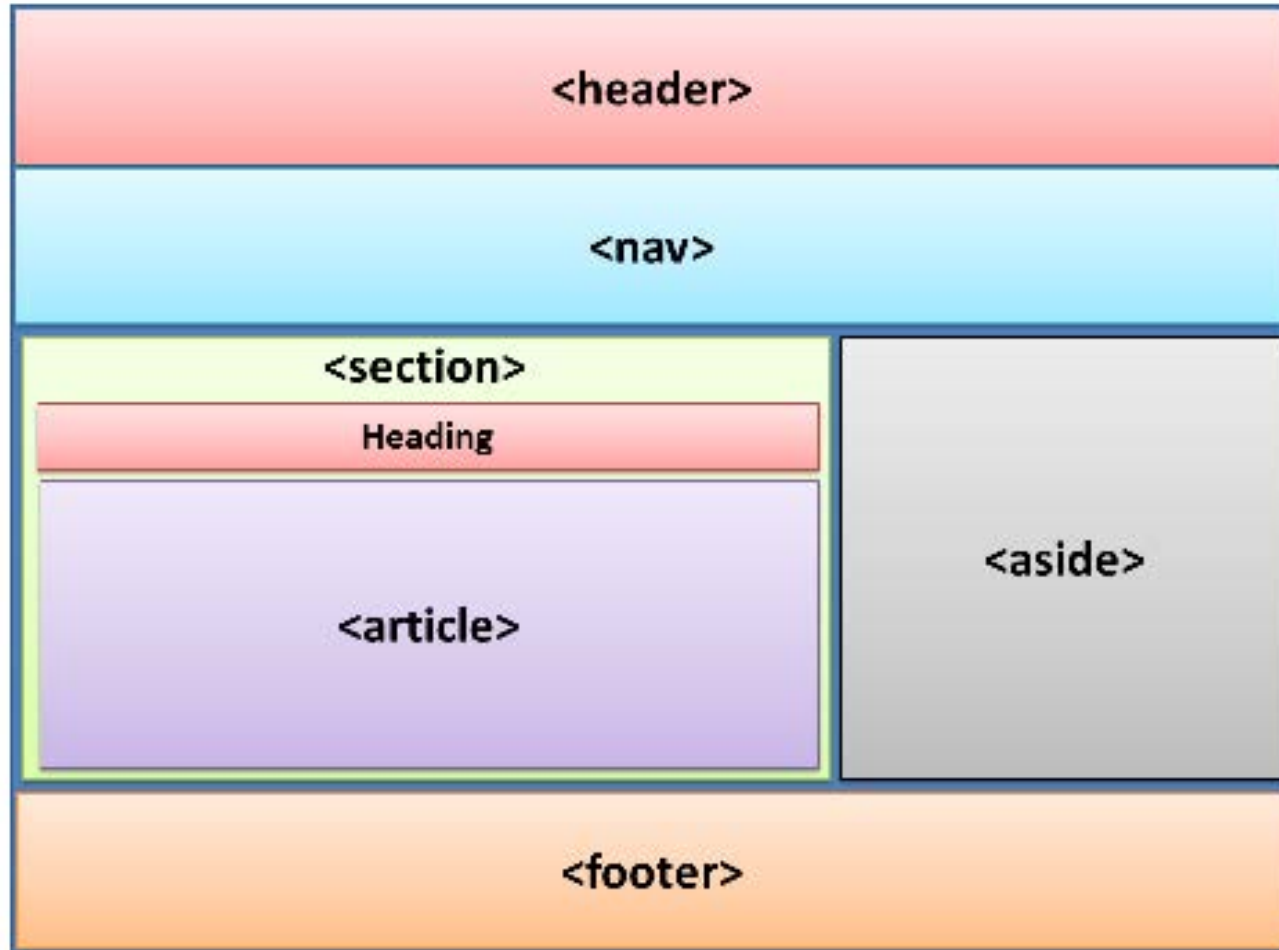 <header>
<nav>
<section>
Heading
<article>
<aside>
<footer>